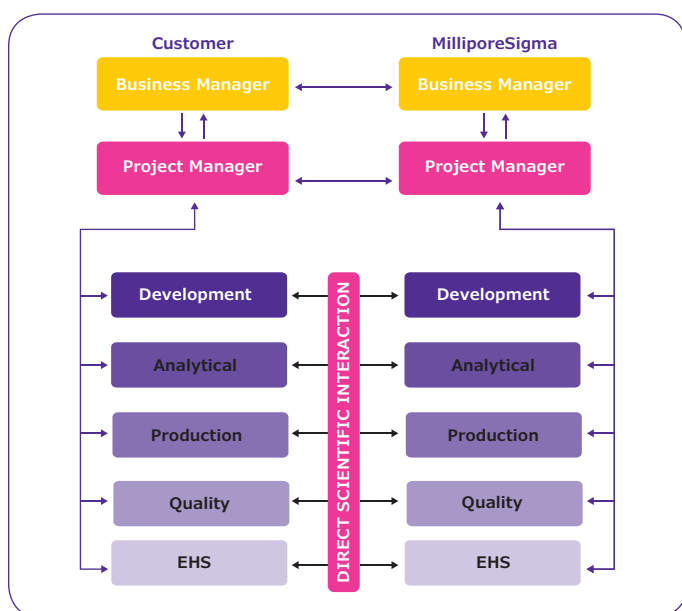 Customer
MilliporeSigma
Business Manager
Business Manager
Project Manager
Project Manager
DIRECT SCIENTIFIC INTERACTION
Development
Development
Analytical
Analytical
Production
Production
Quality
Quality
EHS
EHS